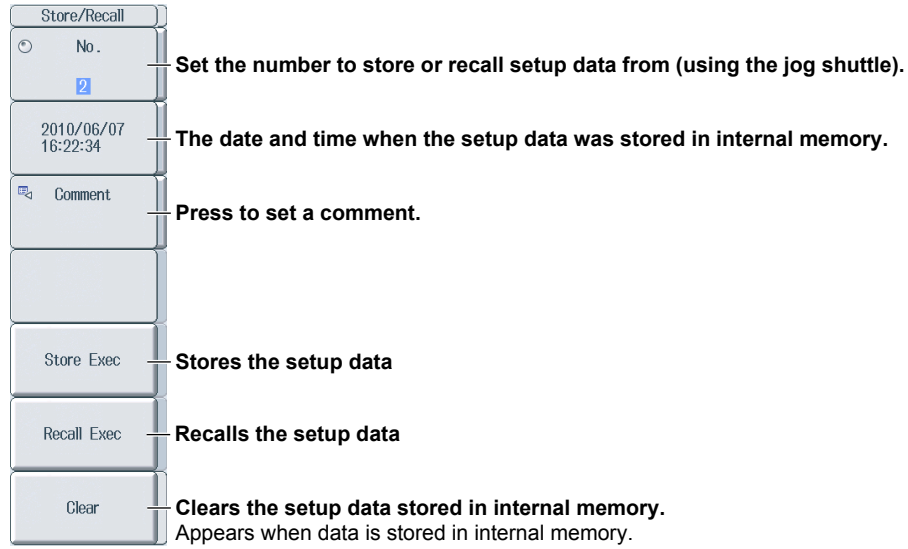 Store/Recall
No.
2
Set the number to store or recall setup data from (using the jog shuttle).
2010/06/07
16:22:34
The date and time when the setup data was stored in internal memory.
Comment
Press to set a comment.
Store Exec
Stores the setup data
Recall Exec
Recalls the setup data
Clear
Clears the setup data stored in internal memory.
Appears when data is stored in internal memory.